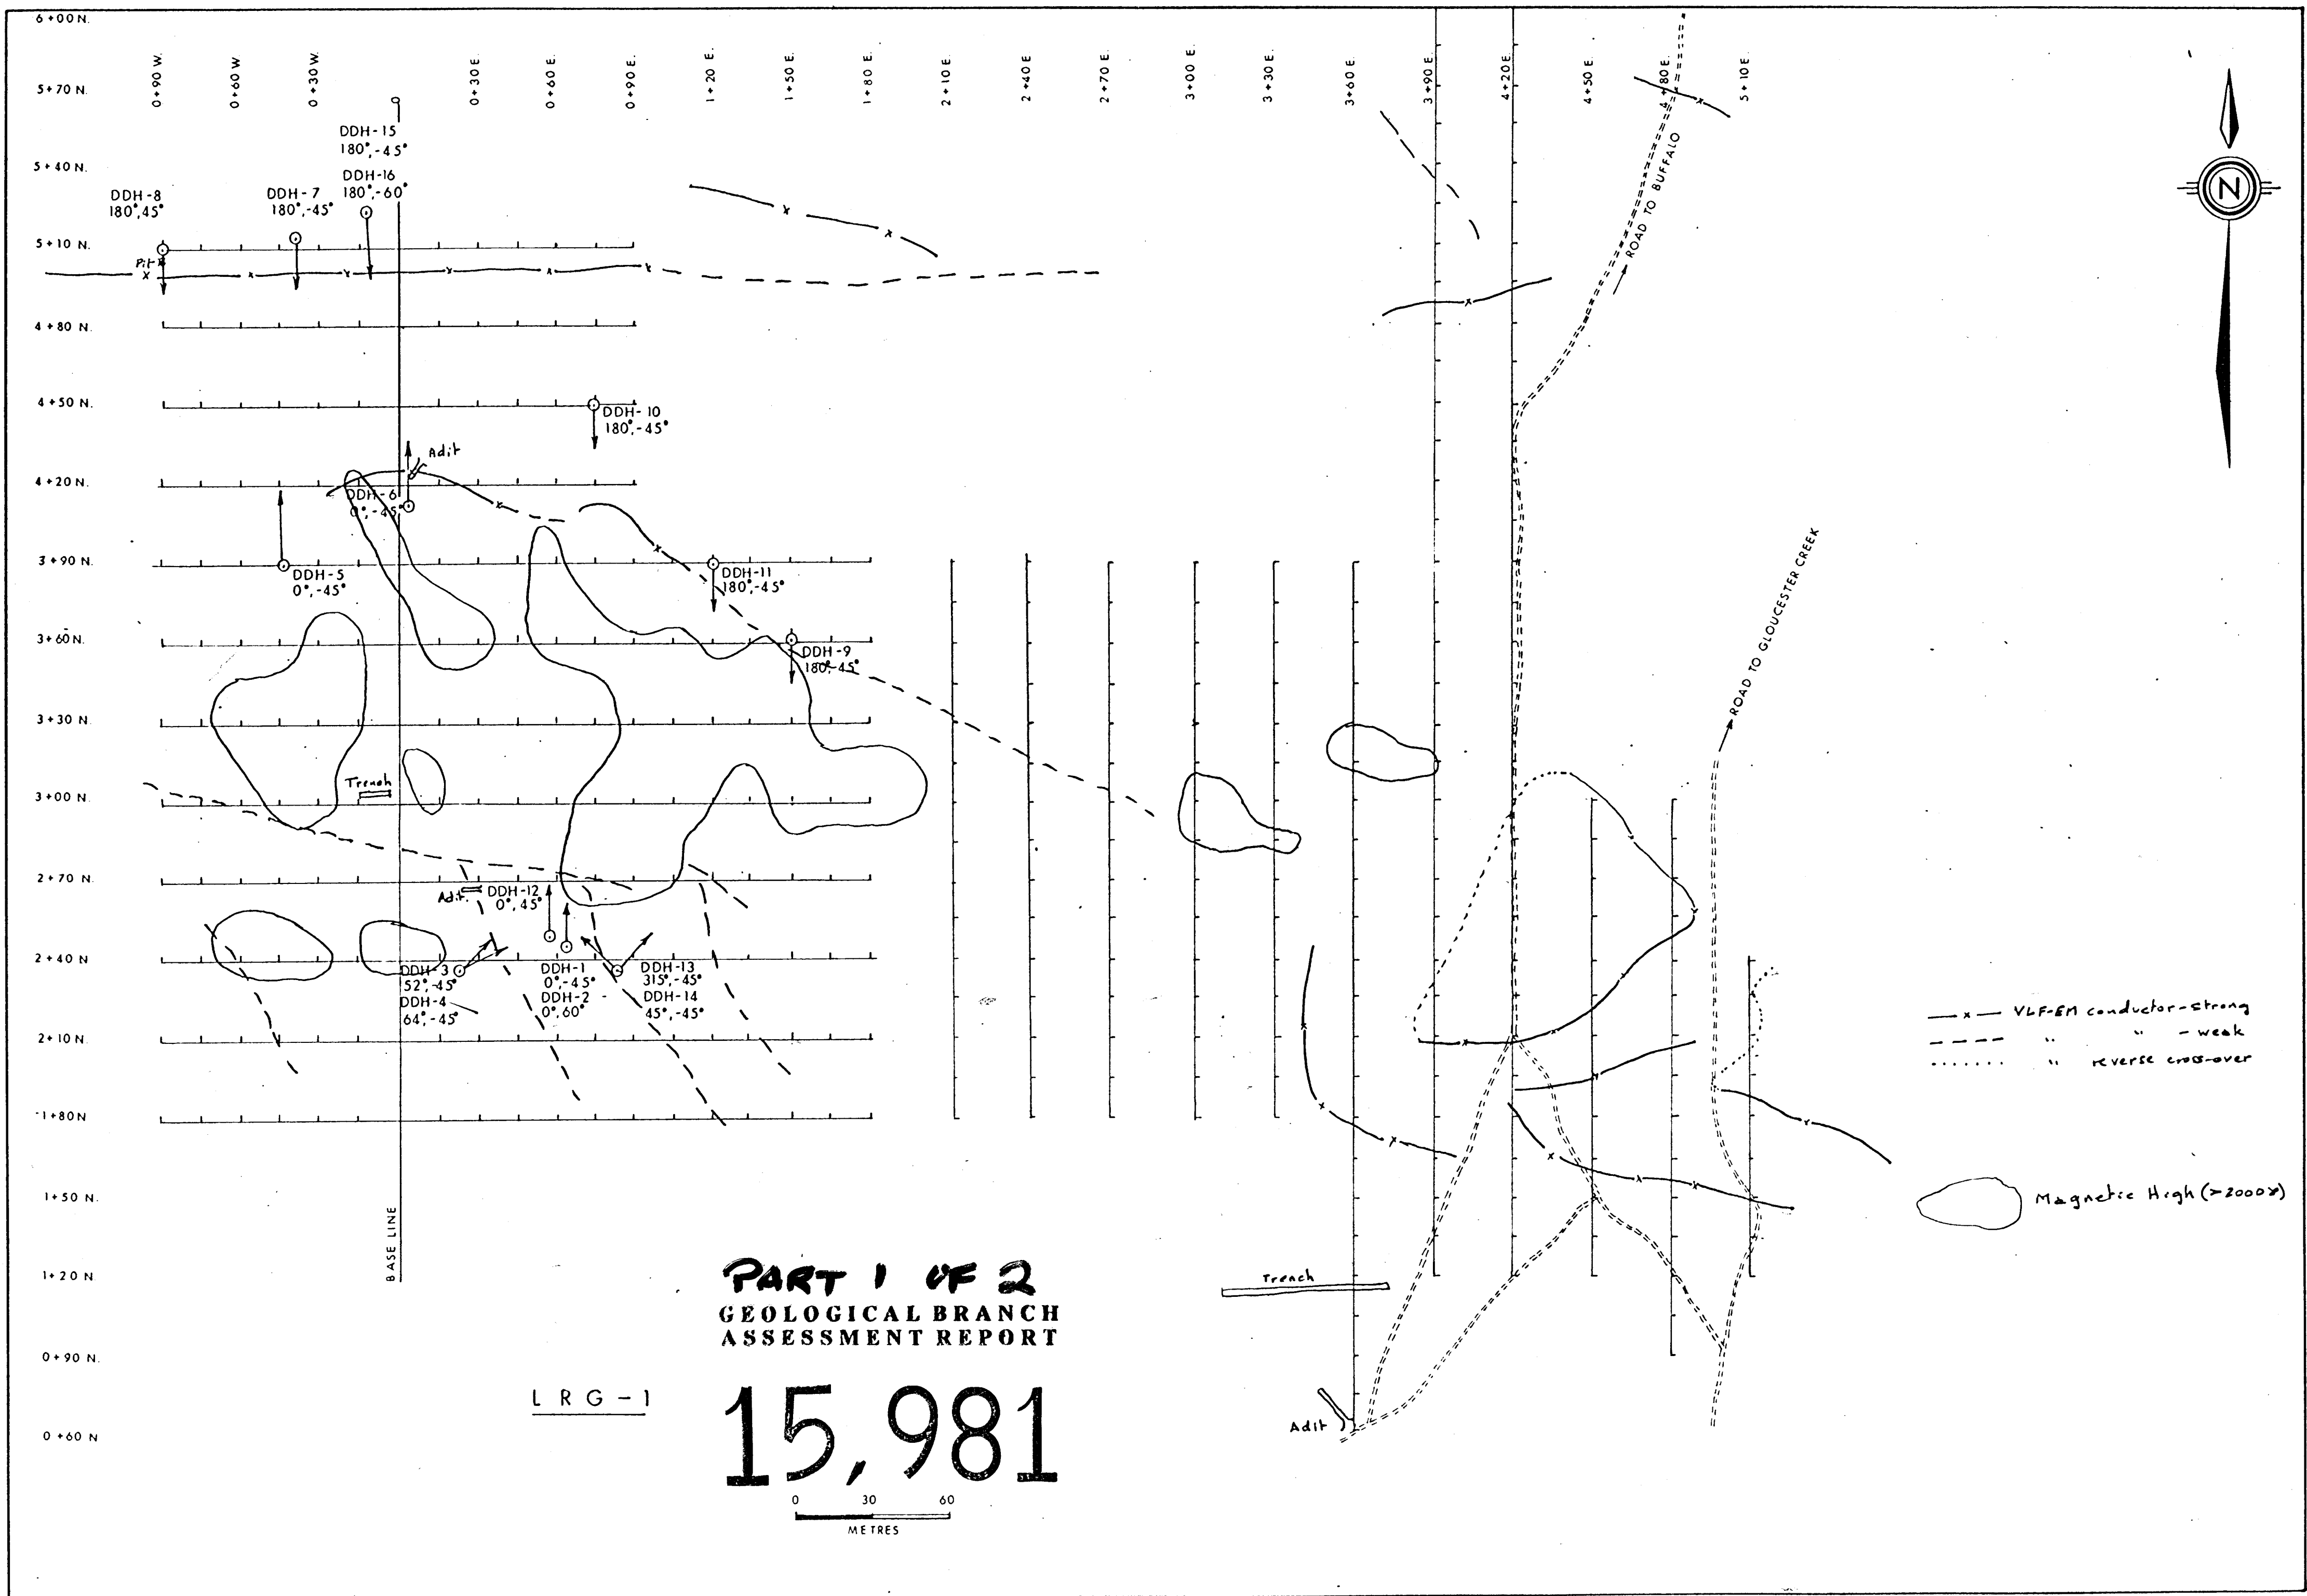 6+00 N.
5+70 N.
5+40 N.
5+10 N.
4+80 N.
4+50 N.
4+20 N.
3+90 N.
3+60 N.
3+30 N.
3+00 N.
2+70 N.
2+40 N.
2+10 N.
1+80 N
1+50 N.
1+20 N
0+90 N.
0+60 N
0+90 W.
0+60 W.
0+30 W.
0
0+30 E.
0+60 E.
0+90 E.
1+20 E.
1+50 E.
1+80 E.
2+10 E.
2+40 E.
2+70 E.
3+00 E.
3+30 E.
3+60 E.
3+90 E.
4+20 E.
4+50 E.
4+80 E.
5+10 E.
DDH-15
180°,-45°
DDH-16
180°,-60°
DDH-8
180°,45°
DDH-7
180°,-45°
Pit
DDH-10
180°,-45°
Adit
DDH-6
0°,-45°
DDH-5
0°,-45°
DDH-11
180°,-45°
DDH-9
180°-45°
Trench
Adit.
DDH-12
0°,45°
DDH-3
52°,-45°
DDH-4
64°,-45°
DDH-1
0°,-45°
DDH-2
0°,60°
DDH-13
315°,-45°
DDH-14
45°,-45°
BASE LINE
ROAD TO BUFFALO
ROAD TO GLOUCESTER CREEK
N
VLF-EM conductor-strong
" - weak
" reverse cross-over
Magnetic High (>2000γ)
Trench
Adit
PART 1 OF 2
GEOLOGICAL BRANCH
ASSESSMENT REPORT
LRG-1
15,981
0 30 60
METRES